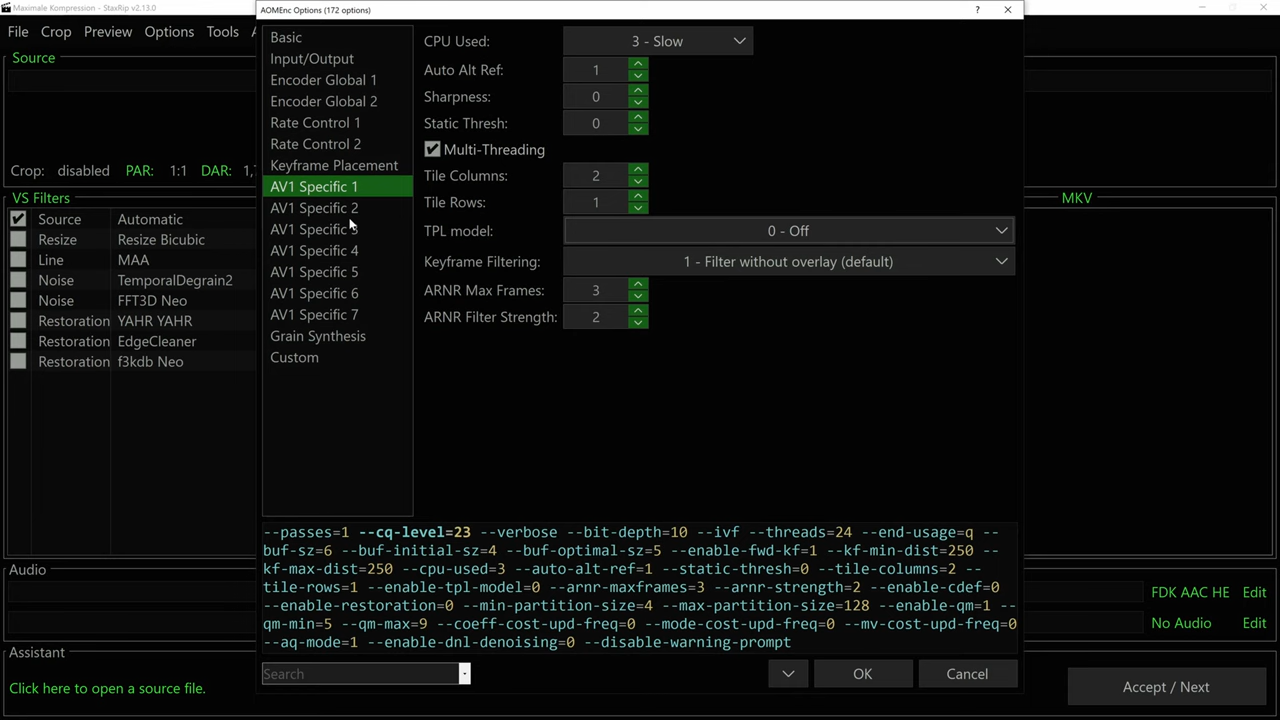 Maximale Kompression - StaxRip v2.13.0
File Crop Preview Options Tools A
Source
Crop: disabled PAR: 1:1 DAR: 1,7
VS Filters
Source Automatic
Resize Resize Bicubic
Line MAA
Noise TemporalDegrain2
Noise FFT3D Neo
Restoration YAHR YAHR
Restoration EdgeCleaner
Restoration f3kdb Neo
Audio
Assistant
Click here to open a source file.
AOMEnc Options (172 options)
?
Basic
Input/Output
Encoder Global 1
Encoder Global 2
Rate Control 1
Rate Control 2
Keyframe Placement
AV1 Specific 1
AV1 Specific 2
AV1 Specific 3
AV1 Specific 4
AV1 Specific 5
AV1 Specific 6
AV1 Specific 7
Grain Synthesis
Custom
CPU Used: 3 - Slow
Auto Alt Ref: 1
Sharpness: 0
Static Thresh: 0
Multi-Threading
Tile Columns: 2
Tile Rows: 1
TPL model: 0 - Off
Keyframe Filtering: 1 - Filter without overlay (default)
ARNR Max Frames: 3
ARNR Filter Strength: 2
--passes=1 --cq-level=23 --verbose --bit-depth=10 --ivf --threads=24 --end-usage=q --
buf-sz=6 --buf-initial-sz=4 --buf-optimal-sz=5 --enable-fwd-kf=1 --kf-min-dist=250 --
kf-max-dist=250 --cpu-used=3 --auto-alt-ref=1 --static-thresh=0 --tile-columns=2 --
tile-rows=1 --enable-tpl-model=0 --arnr-maxframes=3 --arnr-strength=2 --enable-cdef=0
--enable-restoration=0 --min-partition-size=4 --max-partition-size=128 --enable-qm=1 --
qm-min=5 --qm-max=9 --coeff-cost-upd-freq=0 --mode-cost-upd-freq=0 --mv-cost-upd-freq=0
--aq-mode=1 --enable-dnl-denoising=0 --disable-warning-prompt
Search
OK Cancel
MKV
FDK AAC HE Edit
No Audio Edit
Accept / Next